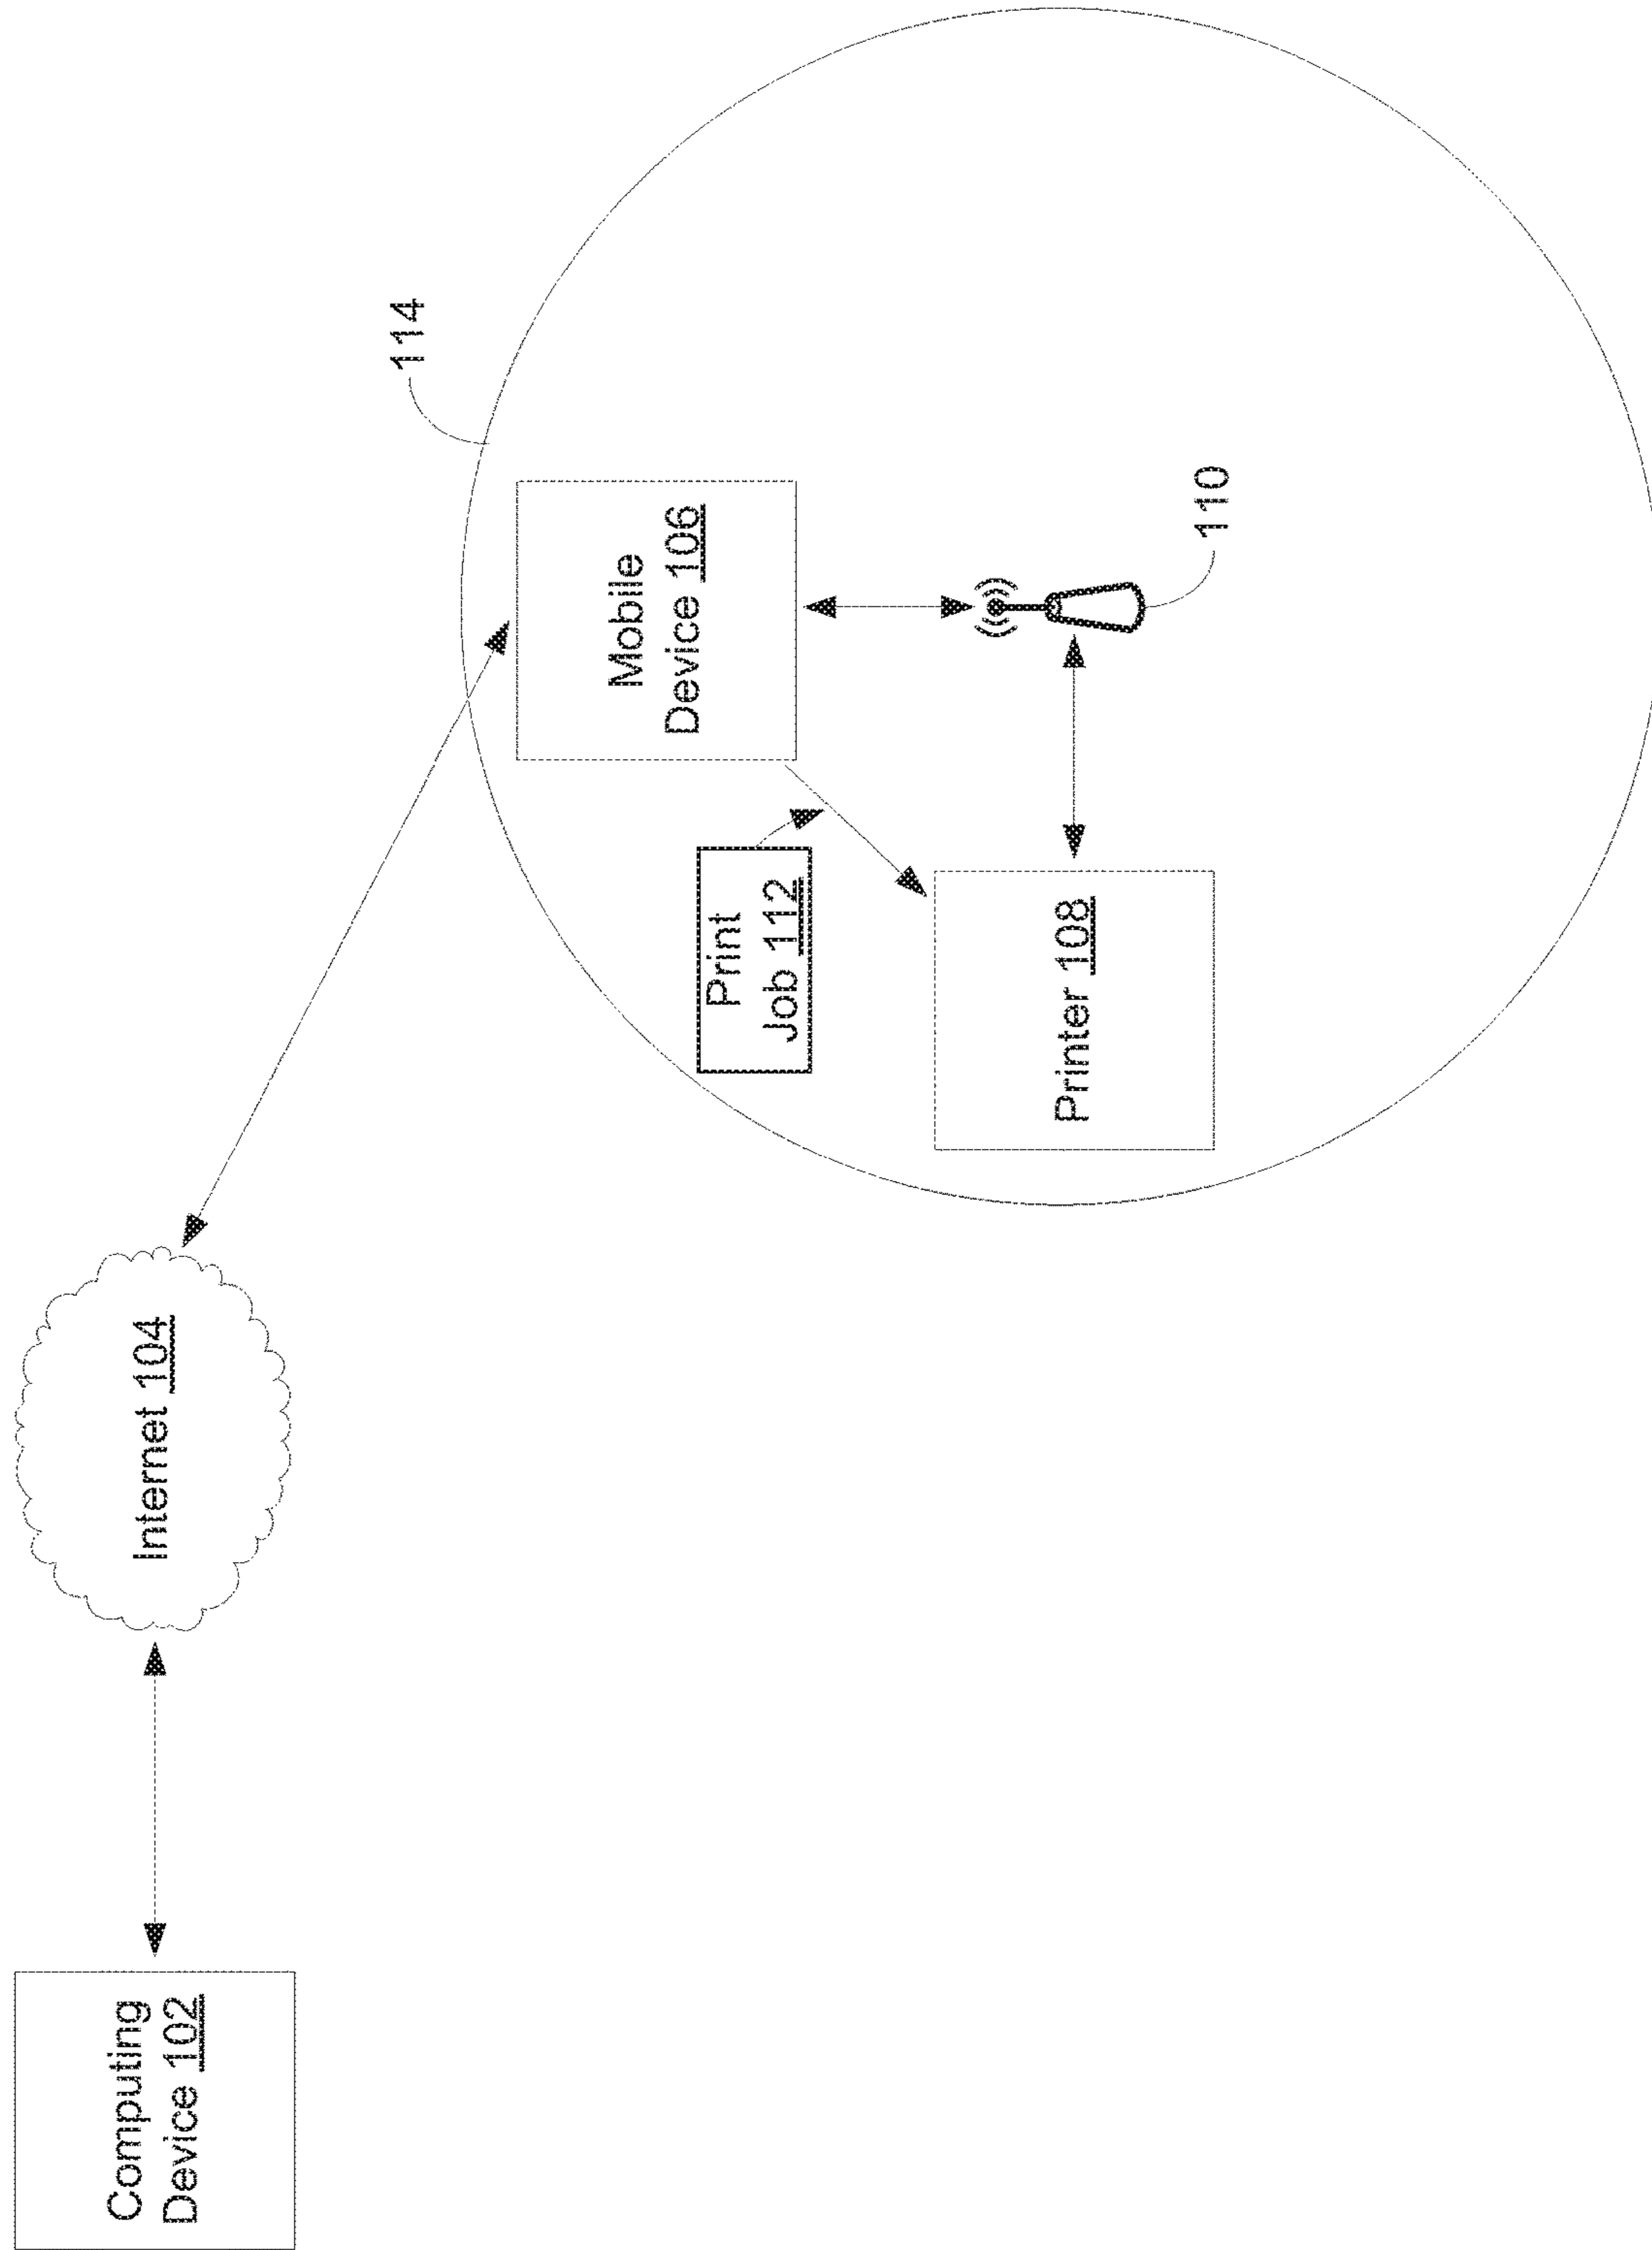 Computing
Device 102
Internet 104
114
Mobile
Device 106
Print
Job 112
Printer 108
110